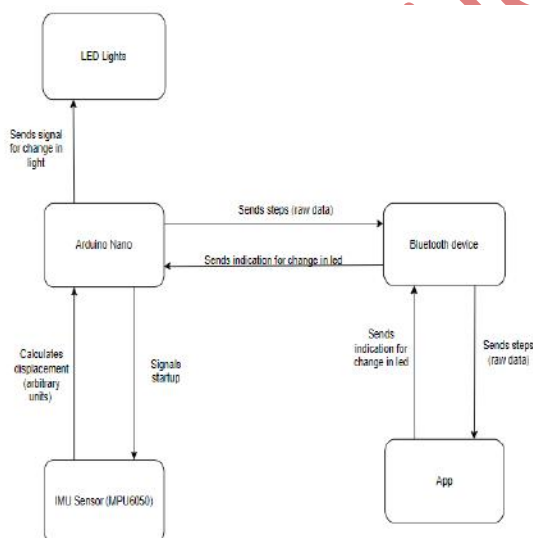 LED Lights
Sends signal
for change in
light
Sends steps (raw data)
Arduino Nano
Bluetooth device
Sends indication for change in led
Calculates
displacement
(arbitrary
units)
Signals
startup
Sends
indication for
change in led
Sends steps
(raw data)
IMU Sensor (MPU6050)
App